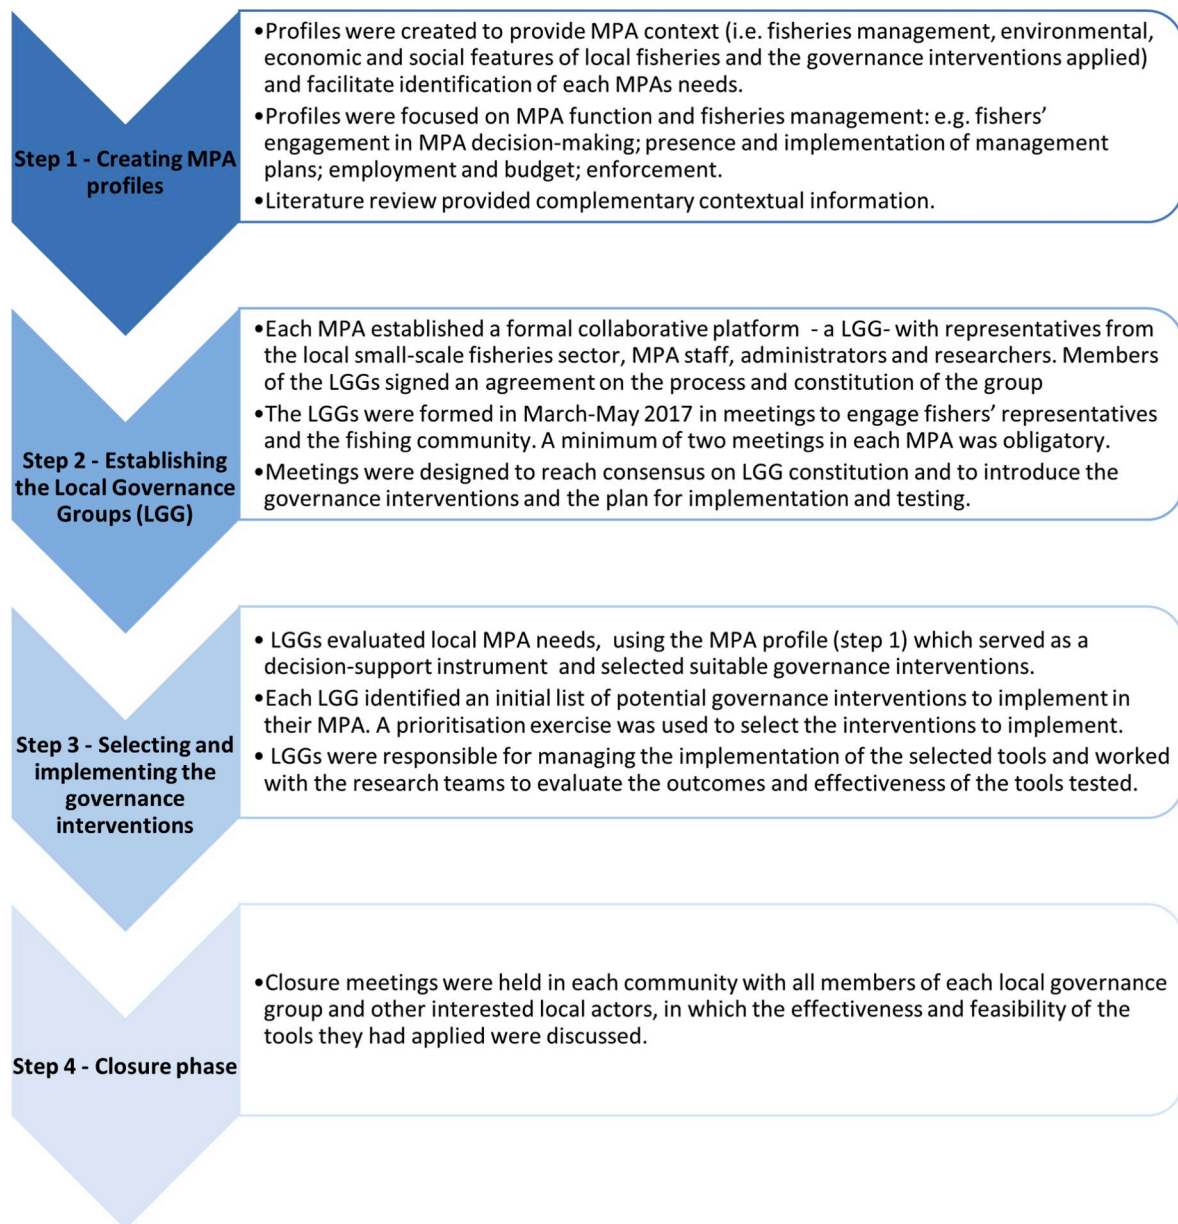 Step 1 - Creating MPA
profiles
•Profiles were created to provide MPA context (i.e. fisheries management, environmental,
economic and social features of local fisheries and the governance interventions applied)
and facilitate identification of each MPAs needs.
•Profiles were focused on MPA function and fisheries management: e.g. fishers’
engagement in MPA decision-making; presence and implementation of management
plans; employment and budget; enforcement.
•Literature review provided complementary contextual information.
Step 2 - Establishing
the Local Governance
Groups (LGG)
•Each MPA established a formal collaborative platform - a LGG- with representatives from
the local small-scale fisheries sector, MPA staff, administrators and researchers. Members
of the LGGs signed an agreement on the process and constitution of the group
•The LGGs were formed in March-May 2017 in meetings to engage fishers’ representatives
and the fishing community. A minimum of two meetings in each MPA was obligatory.
•Meetings were designed to reach consensus on LGG constitution and to introduce the
governance interventions and the plan for implementation and testing.
Step 3 - Selecting and
implementing the
governance
interventions
• LGGs evaluated local MPA needs, using the MPA profile (step 1) which served as a
decision-support instrument and selected suitable governance interventions.
•Each LGG identified an initial list of potential governance interventions to implement in
their MPA. A prioritisation exercise was used to select the interventions to implement.
• LGGs were responsible for managing the implementation of the selected tools and worked
with the research teams to evaluate the outcomes and effectiveness of the tools tested.
Step 4 - Closure phase
•Closure meetings were held in each community with all members of each local governance
group and other interested local actors, in which the effectiveness and feasibility of the
tools they had applied were discussed.